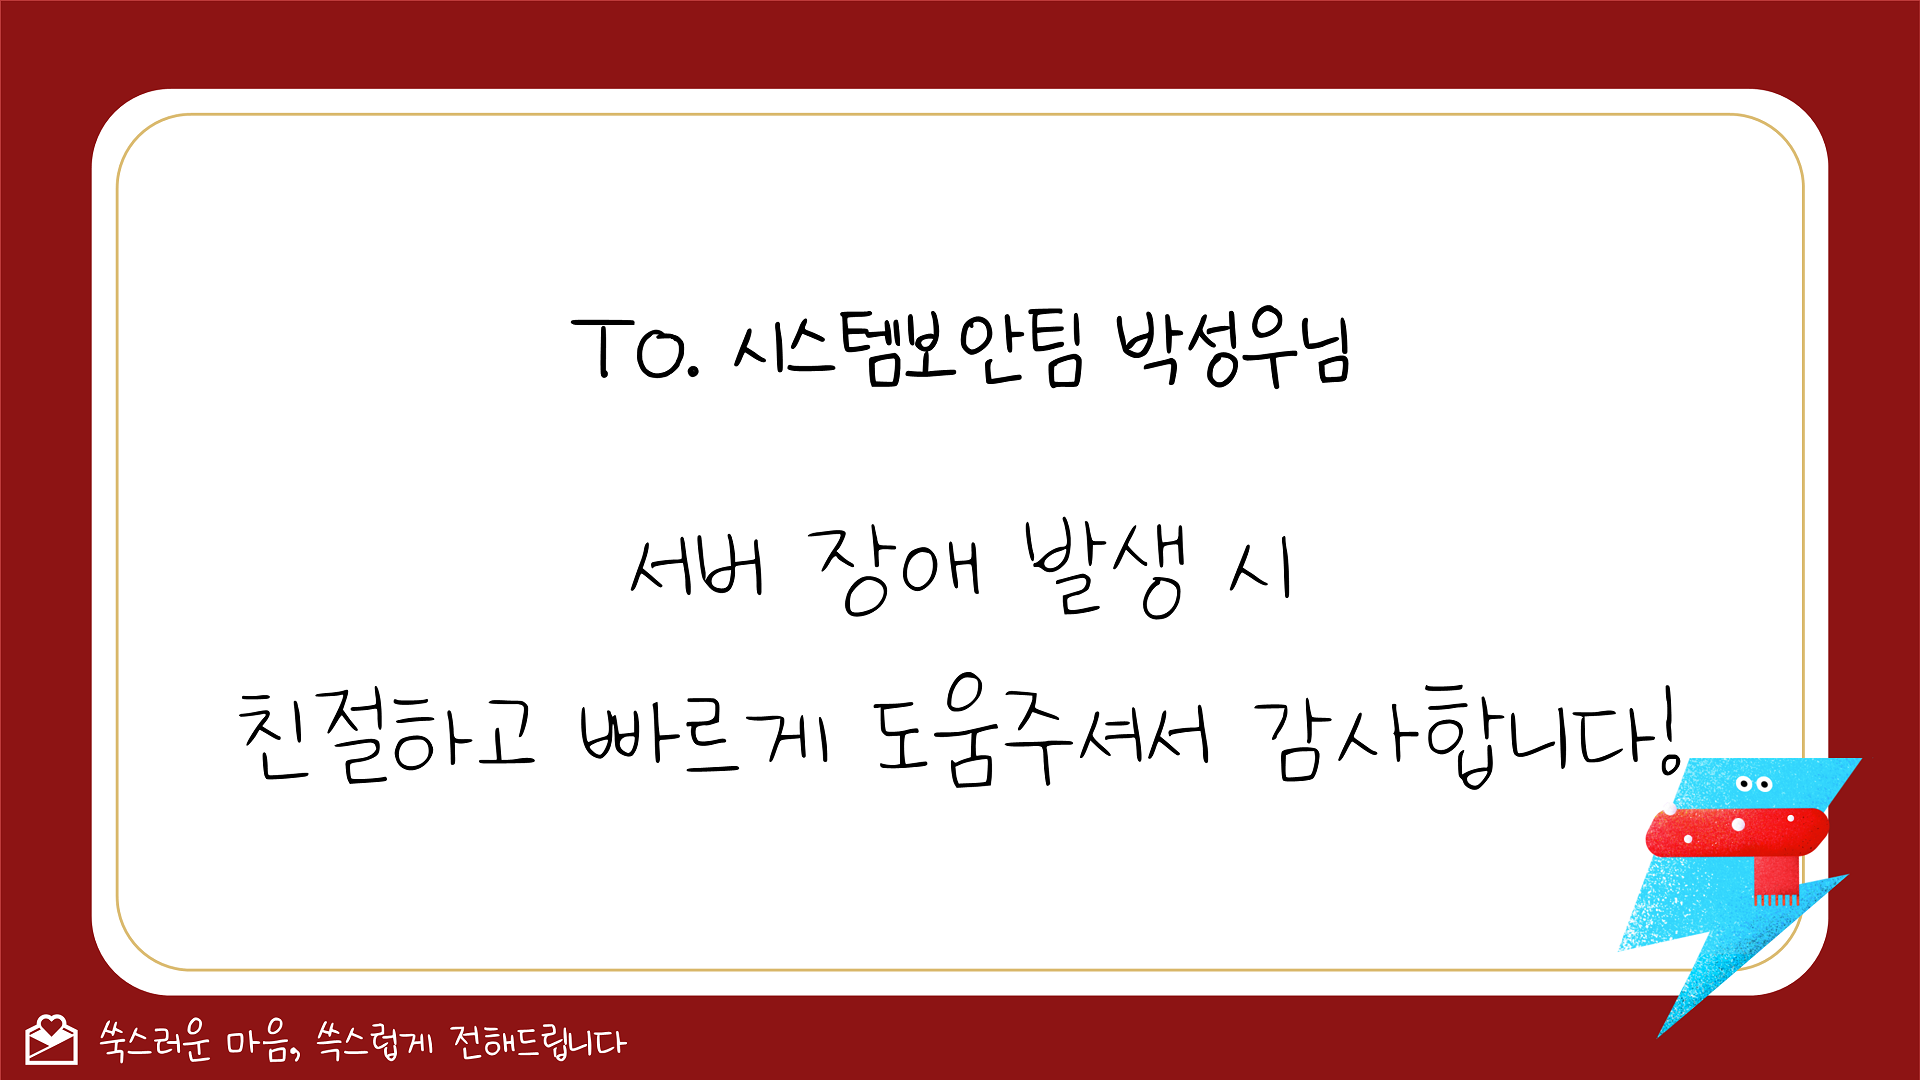 To. 시스템보안팀 박성우님
서버 장애 발생 시
친절하고 빠르게 도움주셔서 감사합니다!
쑥스러운 마음, 쓱스럽게 전해드립니다